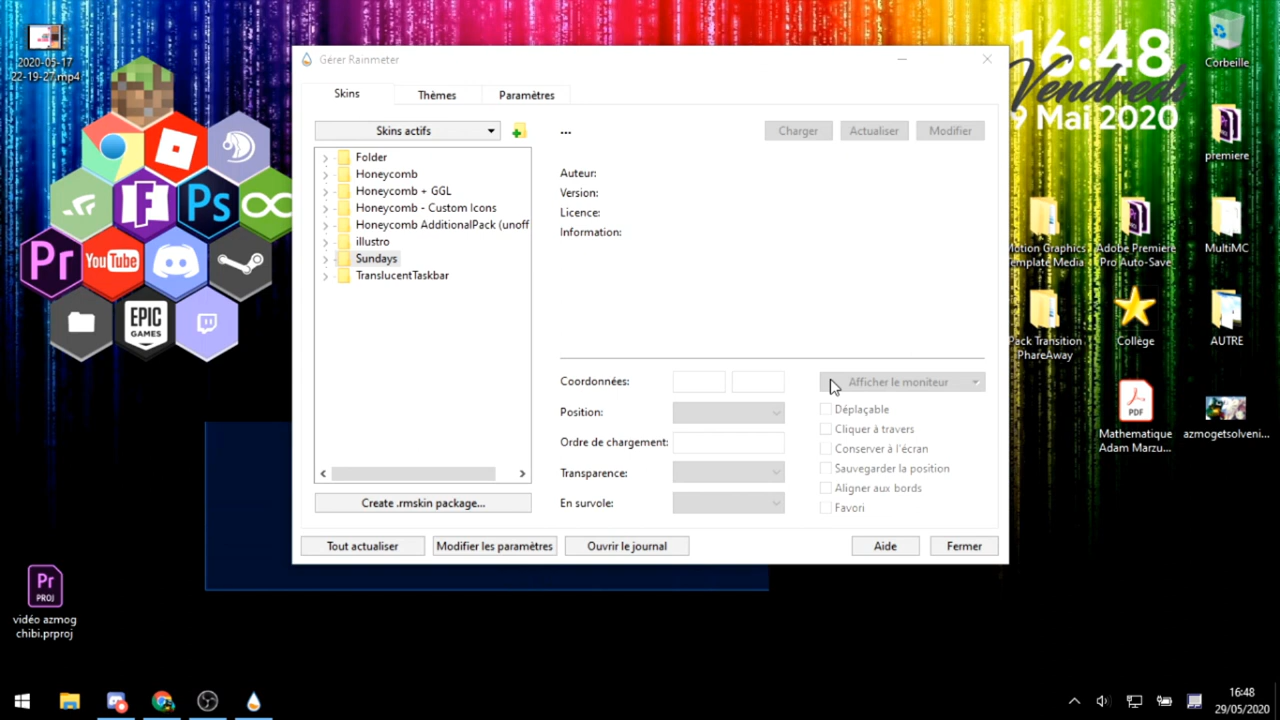 2020-05-17
22-19-27.mp4
Ps
Pr
YouTube
EPIC
GAMES
Pr
PROJ
vidéo azmog
chibi.prproj
Gérer Rainmeter
Skins
Thèmes
Paramètres
Skins actifs
...
Charger
Actualiser
Modifier
Folder
Honeycomb
Honeycomb + GGL
Honeycomb - Custom Icons
Honeycomb AdditionalPack (unoff
illustro
Sundays
TranslucentTaskbar
Auteur:
Version:
Licence:
Information:
Coordonnées:
Position:
Ordre de chargement:
Transparence:
En survole:
Afficher le moniteur
Déplaçable
Cliquer à travers
Conserver à l'écran
Sauvegarder la position
Aligner aux bords
Favori
Create .rmskin package...
Tout actualiser
Modifier les paramètres
Ouvrir le journal
Aide
Fermer
16:48
Vendredi
9 Mai 2020
Corbeille
premiere
Motion Graphics
Template Media
Adobe Premiere
Pro Auto-Save
MultiMC
Pack Transition
PhareAway
Collège
AUTRE
PDF
Mathematique
Adam Marzu...
azmogetsolveni...
16:48
29/05/2020